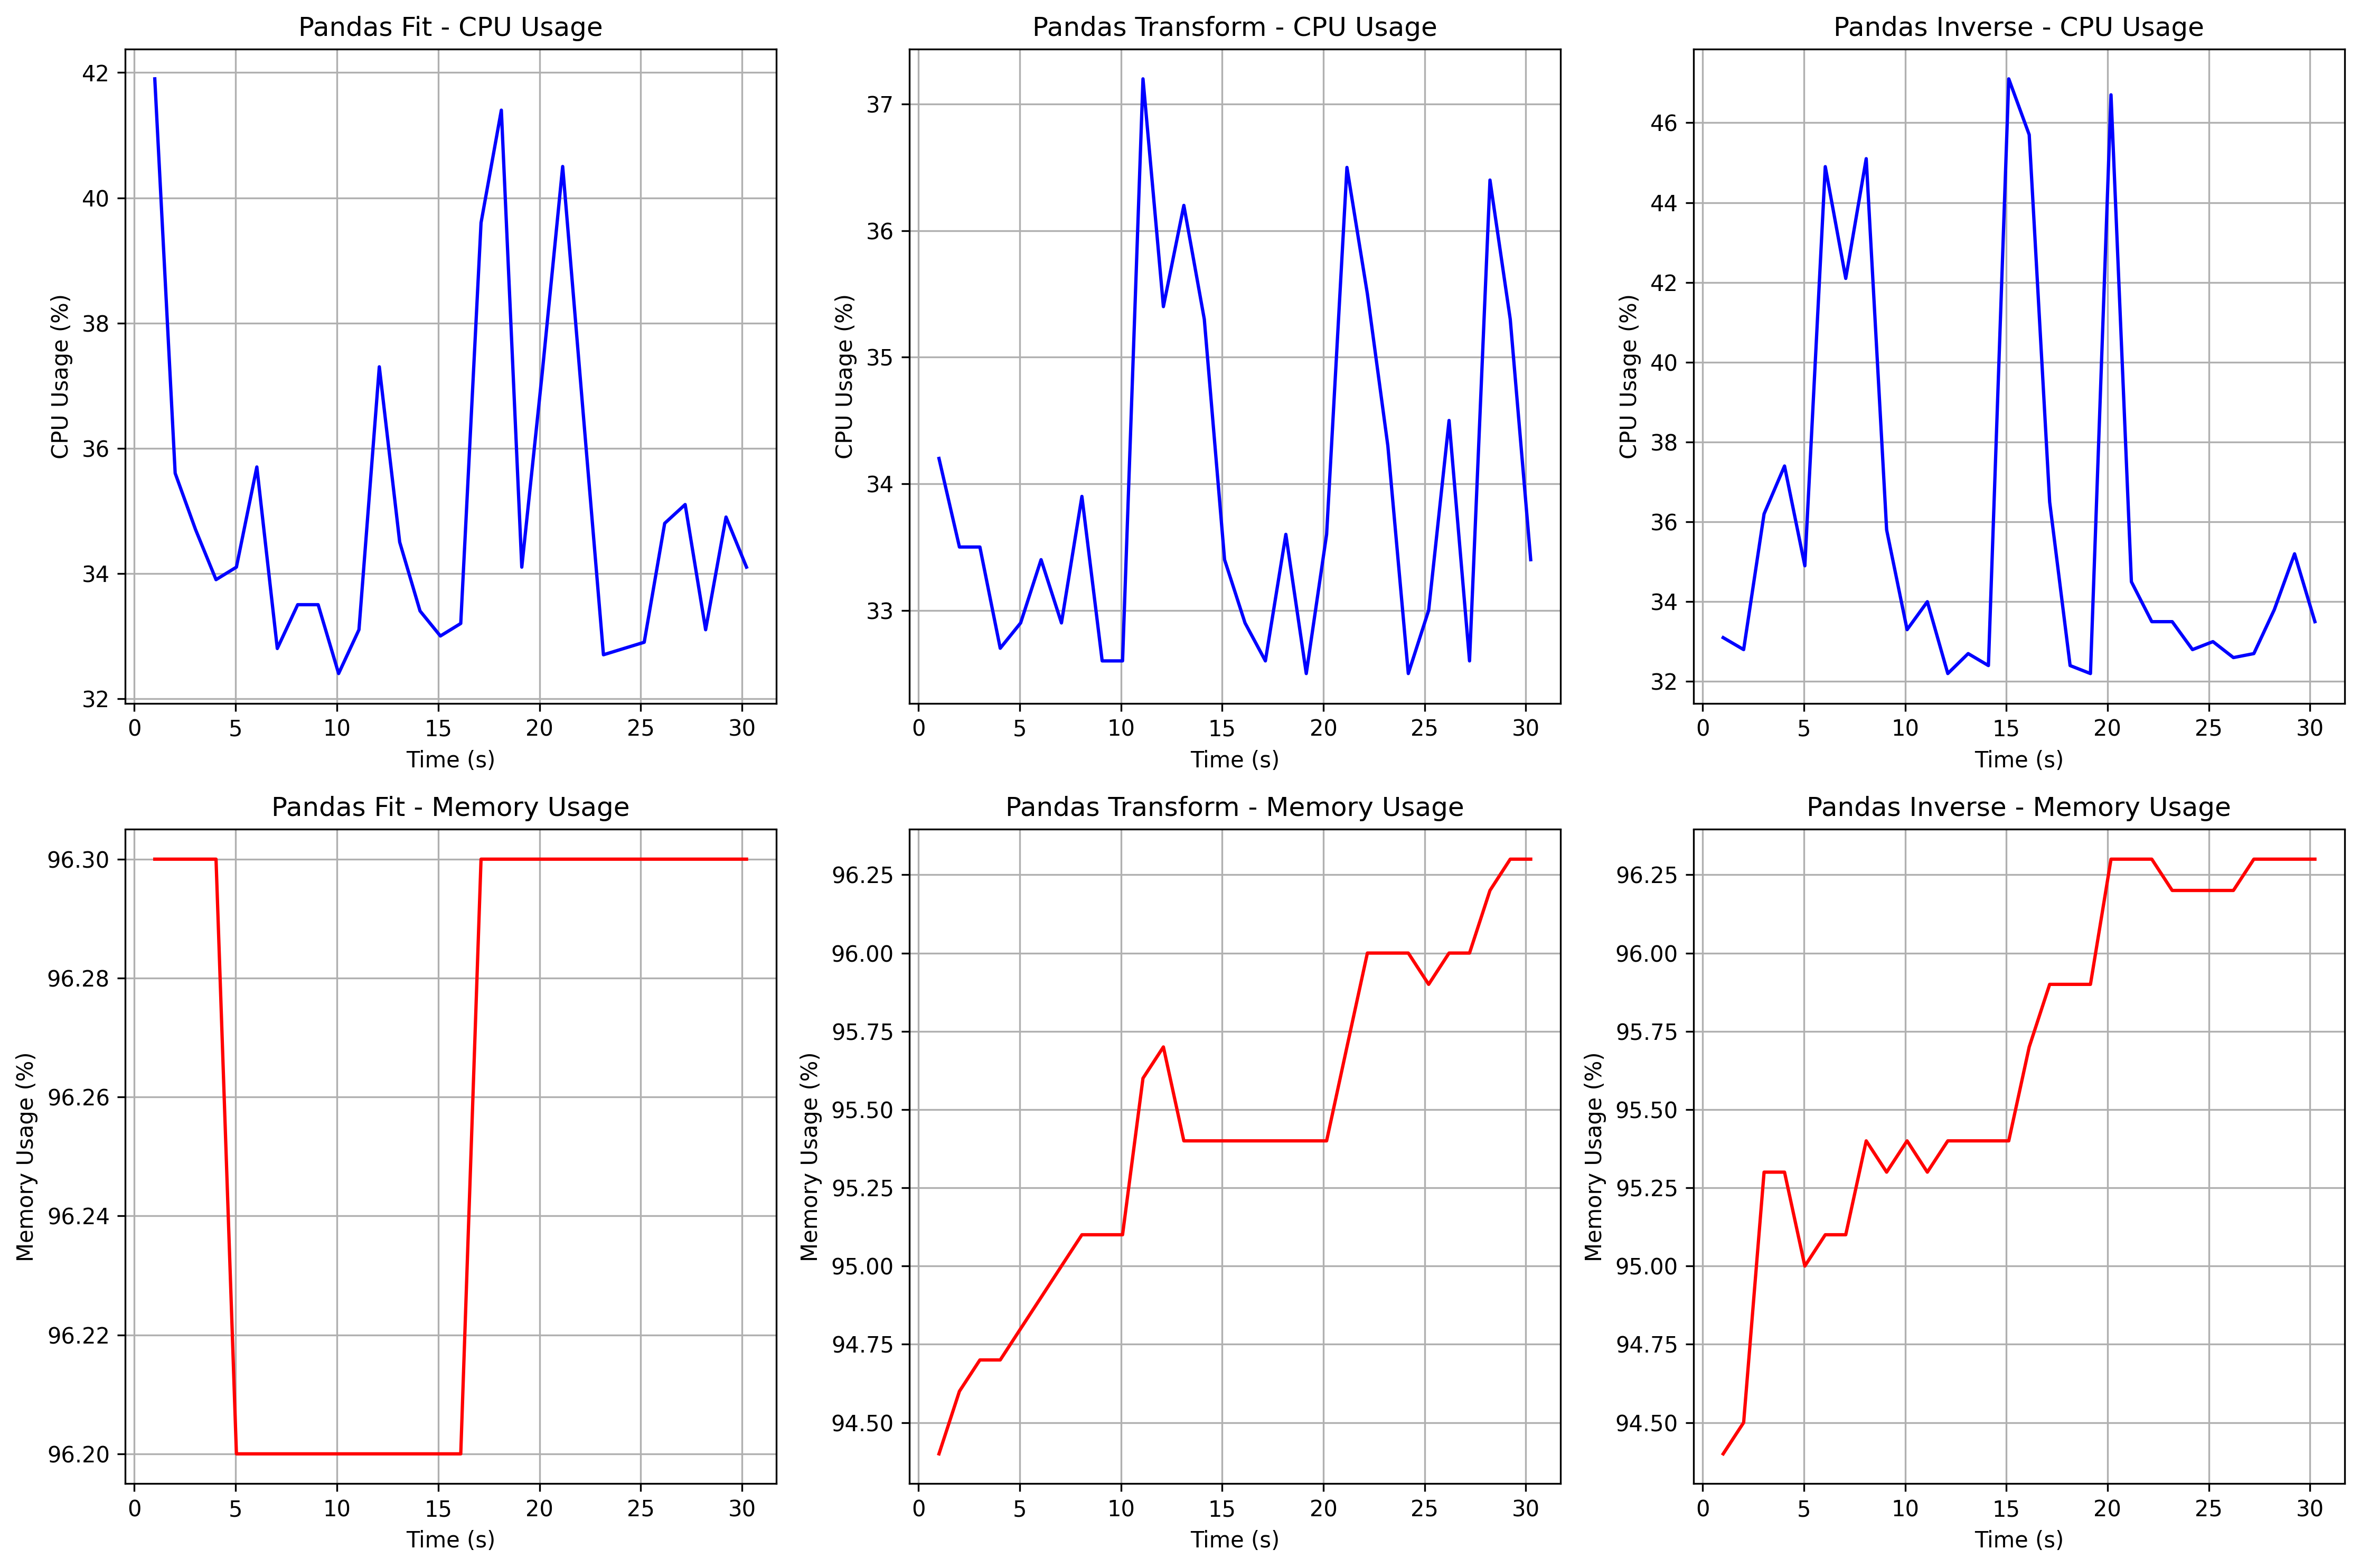 Pandas Fit - CPU Usage
CPU Usage (%)
42
40
38
36
34
32
0 5 10 15 20 25 30
Time (s)
Pandas Transform - CPU Usage
CPU Usage (%)
37
36
35
34
33
0 5 10 15 20 25 30
Time (s)
Pandas Inverse - CPU Usage
CPU Usage (%)
46
44
42
40
38
36
34
32
0 5 10 15 20 25 30
Time (s)
Pandas Fit - Memory Usage
Memory Usage (%)
96.30
96.28
96.26
96.24
96.22
96.20
0 5 10 15 20 25 30
Time (s)
Pandas Transform - Memory Usage
Memory Usage (%)
96.25
96.00
95.75
95.50
95.25
95.00
94.75
94.50
0 5 10 15 20 25 30
Time (s)
Pandas Inverse - Memory Usage
Memory Usage (%)
96.25
96.00
95.75
95.50
95.25
95.00
94.75
94.50
0 5 10 15 20 25 30
Time (s)